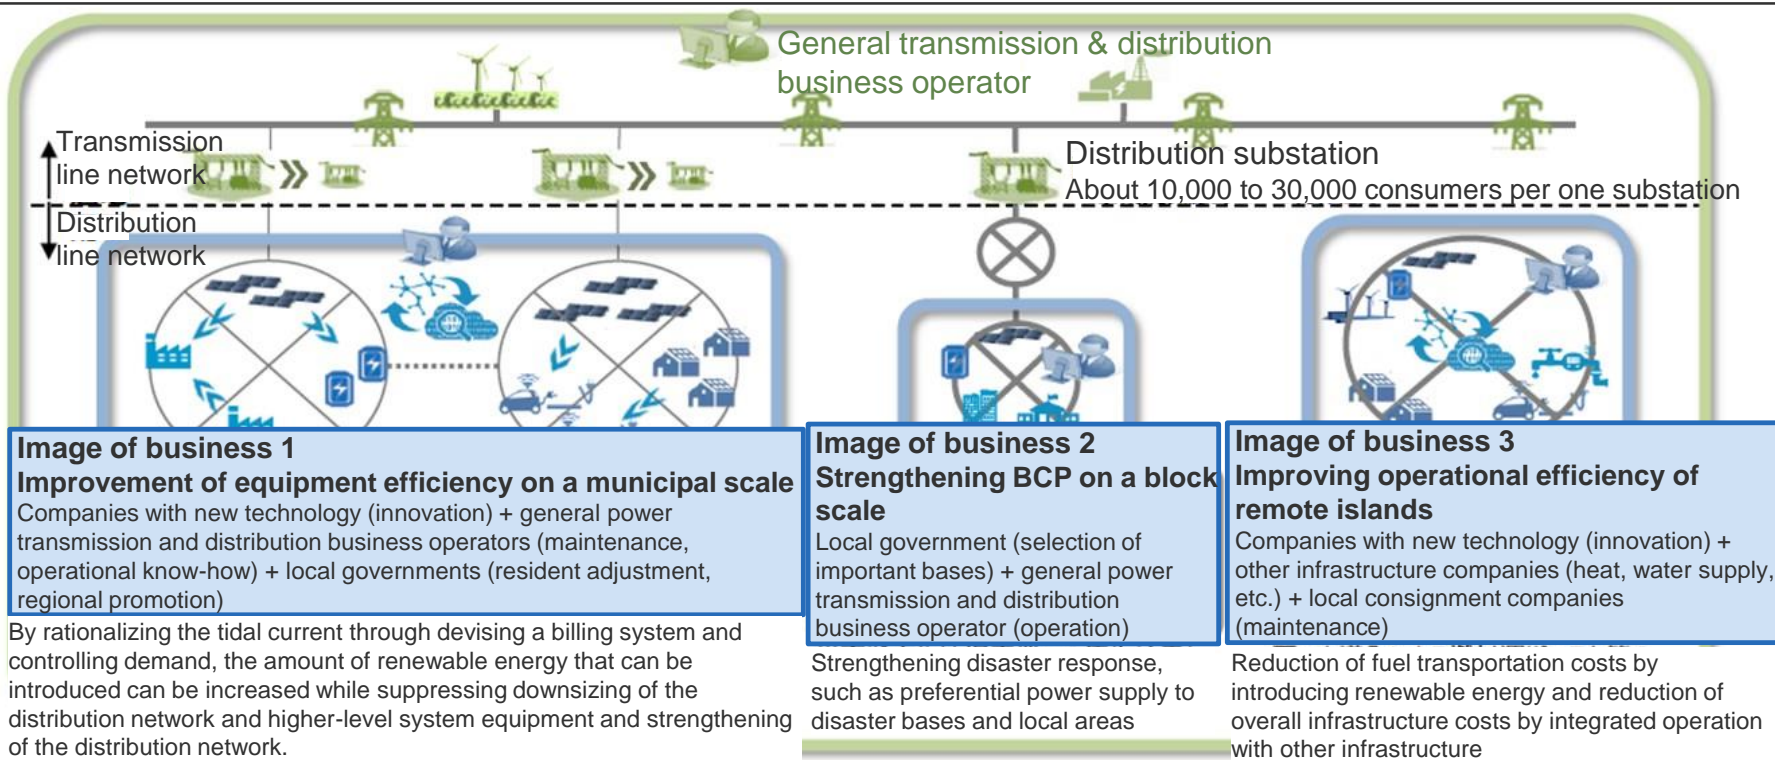 General transmission & distribution
business operator
Transmission
line network
Distribution substation
About 10,000 to 30,000 consumers per one substation
Distribution
line network
Image of business 1
Improvement of equipment efficiency on a municipal scale
Companies with new technology (innovation) + general power
transmission and distribution business operators (maintenance,
operational know-how) + local governments (resident adjustment,
regional promotion)
By rationalizing the tidal current through devising a billing system and
controlling demand, the amount of renewable energy that can be
introduced can be increased while suppressing downsizing of the
distribution network and higher-level system equipment and strengthening
of the distribution network.
Image of business 2
Strengthening BCP on a block
scale
Local government (selection of
important bases) + general power
transmission and distribution
business operator (operation)
Strengthening disaster response,
such as preferential power supply to
disaster bases and local areas
Image of business 3
Improving operational efficiency of
remote islands
Companies with new technology (innovation) +
other infrastructure companies (heat, water supply,
etc.) + local consignment companies
(maintenance)
Reduction of fuel transportation costs by
introducing renewable energy and reduction of
overall infrastructure costs by integrated operation
with other infrastructure